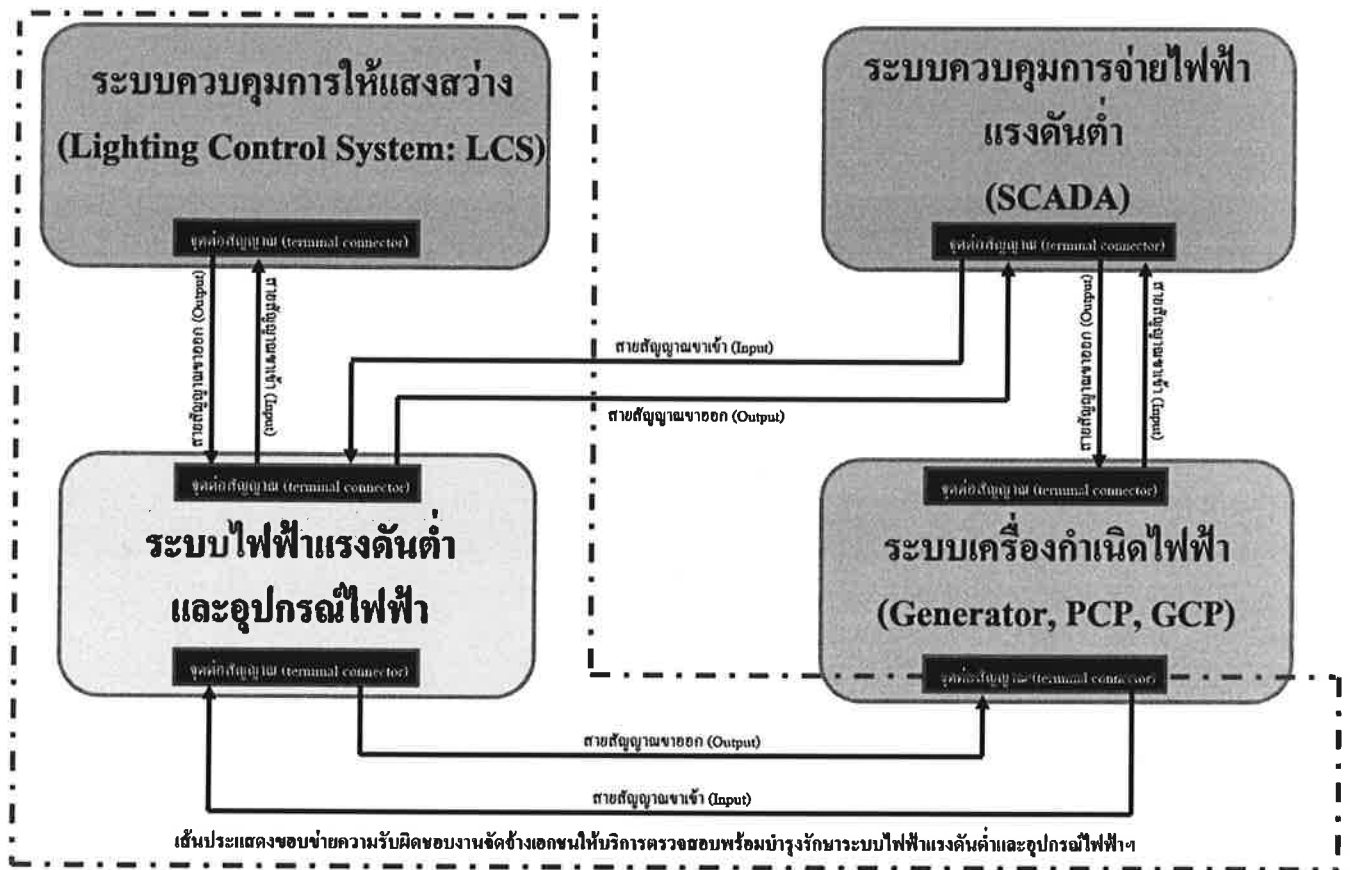 ระบบควบคุมการให้แสงสว่าง
(Lighting Control System: LCS)
ชุดต่อสัญญาณ (terminal connector)
ระบบควบคุมการจ่ายไฟฟ้า
แรงดันต่ำ
(SCADA)
ชุดต่อสัญญาณ (terminal connector)
สายสัญญาณขาออก (Output)
สายสัญญาณขาเข้า (Input)
สายสัญญาณขาเข้า (Input)
สายสัญญาณขาออก (Output)
สายสัญญาณขาออก (Output)
สายสัญญาณขาเข้า (Input)
ชุดต่อสัญญาณ (terminal connector)
ระบบไฟฟ้าแรงดันต่ำ
และอุปกรณ์ไฟฟ้า
ชุดต่อสัญญาณ (terminal connector)
ชุดต่อสัญญาณ (terminal connector)
ระบบเครื่องกำเนิดไฟฟ้า
(Generator, PCP, GCP)
ชุดต่อสัญญาณ (terminal connector)
สายสัญญาณขาออก (Output)
สายสัญญาณขาเข้า (Input)
เส้นประแสดงขอบข่ายความรับผิดชอบงานจัดจ้างเอกชนให้บริการตรวจสอบพร้อมบำรุงรักษาระบบไฟฟ้าแรงดันต่ำและอุปกรณ์ไฟฟ้าฯ